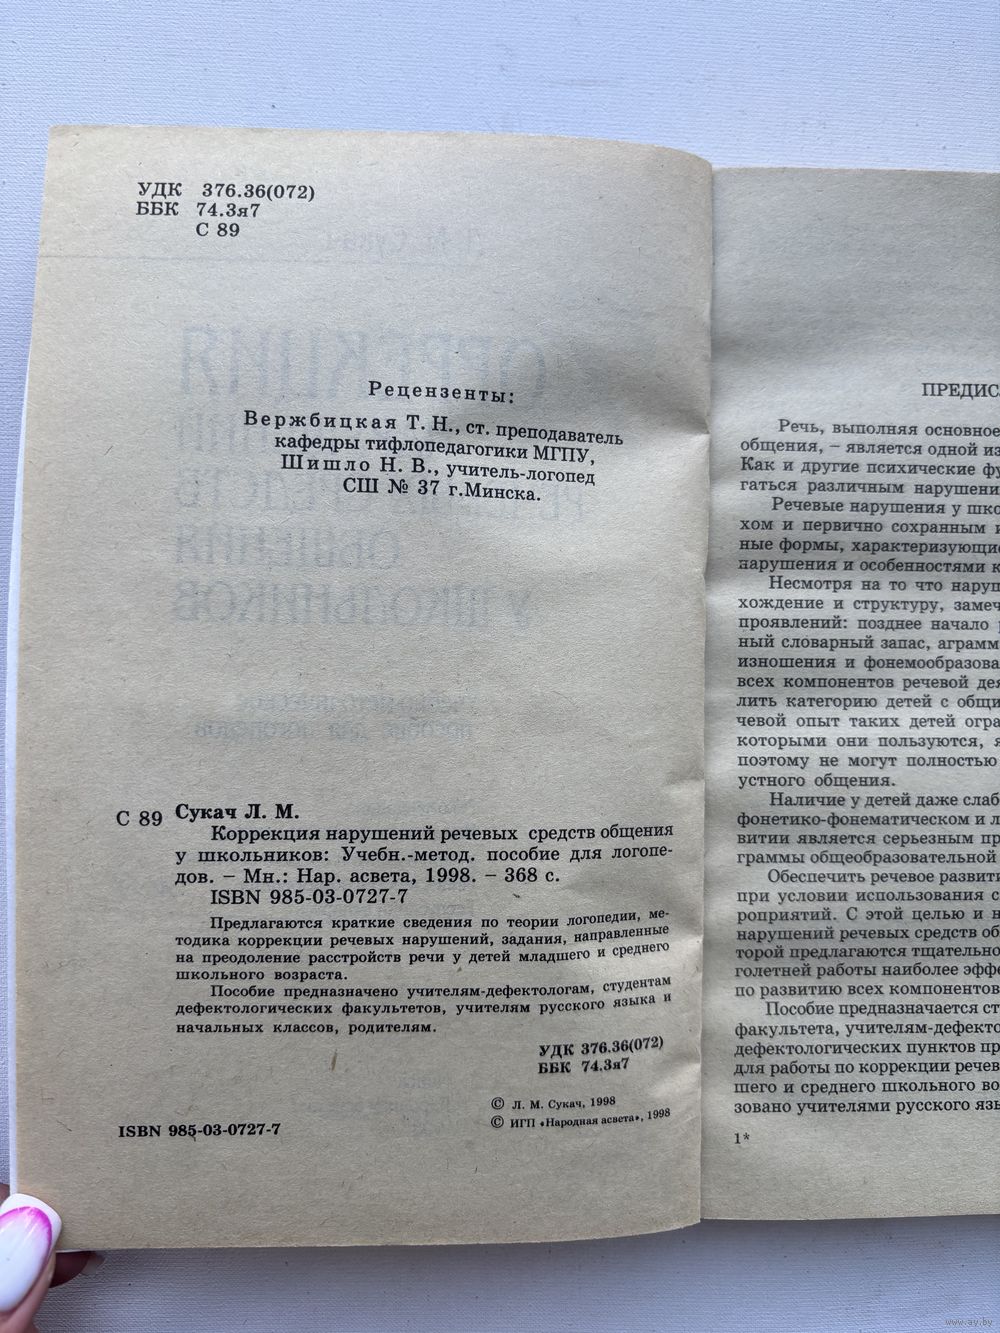 УДК 376.36(072)
ББК 74.3я7
С 89
Рецензенты:
Вержбицкая Т. Н., ст. преподаватель
кафедры тифлопедагогики МГПУ,
Шишло Н. В., учитель-логопед
СШ № 37 г.Минска.
С 89 Сукач Л. М.
Коррекция нарушений речевых средств общения
у школьников: Учебн.-метод. пособие для логопе-
дов. – Мн.: Нар. асвета, 1998. – 368 с.
ISBN 985-03-0727-7
Предлагаются краткие сведения по теории логопедии, ме-
тодика коррекции речевых нарушений, задания, направленные
на преодоление расстройств речи у детей младшего и среднего
школьного возраста.
Пособие предназначено учителям-дефектологам, студентам
дефектологических факультетов, учителям русского языка и
начальных классов, родителям.
УДК 376.36(072)
ББК 74.3я7
© Л. М. Сукач, 1998
© ИГП «Народная асвета», 1998
ISBN 985-03-0727-7
ПРЕДИС
Речь, выполняя основное
общения, – является одной из
Как и другие психические фу
гаться различным нарушени
Речевые нарушения у шко
хом и первично сохранным и
ные формы, характеризующие
нарушения и особенностями к
Несмотря на то что наруш
хождение и структуру, замеч
проявлений: позднее начало
ный словарный запас, аграмм
изношения и фонемообразова
всех компонентов речевой дея
лить категорию детей с общи
чевой опыт таких детей огра
которыми они пользуются, я
поэтому не могут полностью
устного общения.
Наличие у детей даже слаб
фонетико-фонематическом и л
витии является серьезным пр
граммы общеобразовательной
Обеспечить речевое развити
при условии использования с
роприятий. С этой целью и н
нарушений речевых средств об
торой предлагаются тщательно
голетней работы наиболее эффе
по развитию всех компонентов
Пособие предназначается ст
факультета, учителям-дефекто
дефектологических пунктов пр
для работы по коррекции речев
шего и среднего школьного во
зовано учителями русского язы
1*
www.ay.by